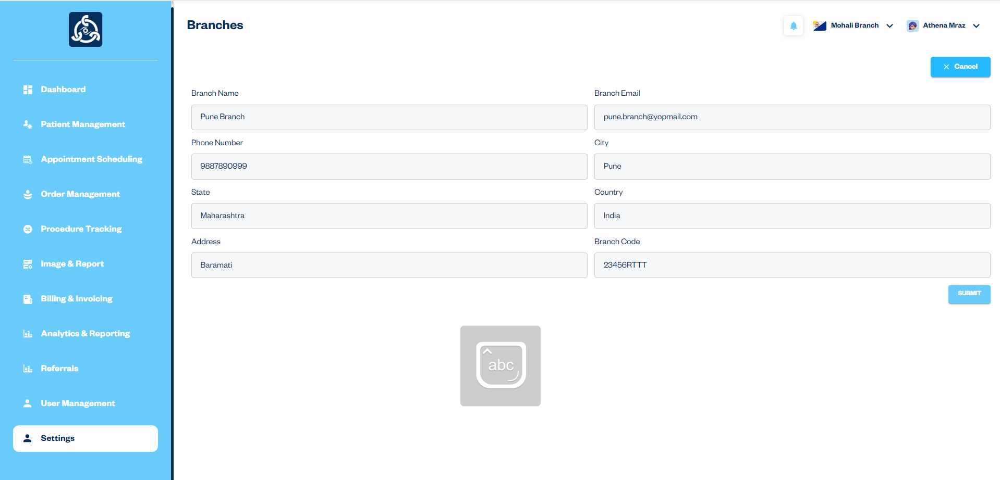 Branches
Mohali Branch
Athena Mraz
Cancel
Dashboard
Patient Management
Appointment Scheduling
Order Management
Procedure Tracking
Image & Report
Billing & Invoicing
Analytics & Reporting
Referrals
User Management
Settings
Branch Name
Pune Branch
Branch Email
pune.branch@yopmail.com
Phone Number
9887890999
City
Pune
State
Maharashtra
Country
India
Address
Baramati
Branch Code
23456RTTT
SUBMIT
abc